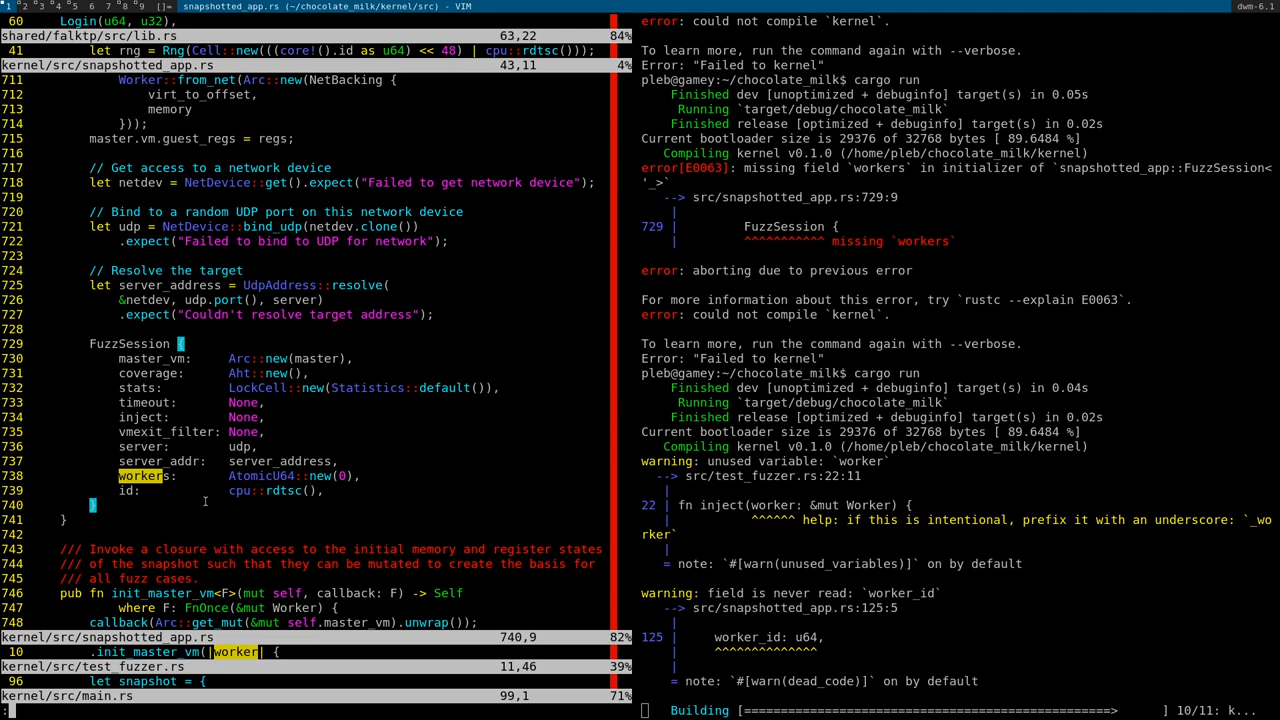 1 2 3 4 5 6 7 8 9 []= snapshotted_app.rs (~/chocolate_milk/kernel/src) - VIM dwm-6.1
60 Login(u64, u32),
shared/falktp/src/lib.rs 63,22 84%
41 let rng = Rng(Cell::new(((core!().id as u64) << 48) | cpu::rdtsc()));
kernel/src/snapshotted_app.rs 43,11 4%
711 Worker::from_net(Arc::new(NetBacking {
712 virt_to_offset,
713 memory
714 }));
715 master.vm.guest_regs = regs;
716
717 // Get access to a network device
718 let netdev = NetDevice::get().expect("Failed to get network device");
719
720 // Bind to a random UDP port on this network device
721 let udp = NetDevice::bind_udp(netdev.clone())
722 .expect("Failed to bind to UDP for network");
723
724 // Resolve the target
725 let server_address = UdpAddress::resolve(
726 &netdev, udp.port(), server)
727 .expect("Couldn't resolve target address");
728
729 FuzzSession {
730 master_vm: Arc::new(master),
731 coverage: Aht::new(),
732 stats: LockCell::new(Statistics::default()),
733 timeout: None,
734 inject: None,
735 vmexit_filter: None,
736 server: udp,
737 server_addr: server_address,
738 workers: AtomicU64::new(0),
739 id: cpu::rdtsc(),
740 }
741 }
742
743 /// Invoke a closure with access to the initial memory and register states
744 /// of the snapshot such that they can be mutated to create the basis for
745 /// all fuzz cases.
746 pub fn init_master_vm<F>(mut self, callback: F) -> Self
747 where F: FnOnce(&mut Worker) {
748 callback(Arc::get_mut(&mut self.master_vm).unwrap());
kernel/src/snapshotted_app.rs 740,9 82%
10 .init_master_vm(|worker| {
kernel/src/test_fuzzer.rs 11,46 39%
96 let snapshot = {
kernel/src/main.rs 99,1 71%
:
error: could not compile `kernel`.
To learn more, run the command again with --verbose.
Error: "Failed to kernel"
pleb@gamey:~/chocolate_milk$ cargo run
Finished dev [unoptimized + debuginfo] target(s) in 0.05s
Running `target/debug/chocolate_milk`
Finished release [optimized + debuginfo] target(s) in 0.02s
Current bootloader size is 29376 of 32768 bytes [ 89.6484 %]
Compiling kernel v0.1.0 (/home/pleb/chocolate_milk/kernel)
error[E0063]: missing field `workers` in initializer of `snapshotted_app::FuzzSession<
'_>`
--> src/snapshotted_app.rs:729:9
|
729 | FuzzSession {
| ^^^^^^^^^^^ missing `workers`
error: aborting due to previous error
For more information about this error, try `rustc --explain E0063`.
error: could not compile `kernel`.
To learn more, run the command again with --verbose.
Error: "Failed to kernel"
pleb@gamey:~/chocolate_milk$ cargo run
Finished dev [unoptimized + debuginfo] target(s) in 0.04s
Running `target/debug/chocolate_milk`
Finished release [optimized + debuginfo] target(s) in 0.02s
Current bootloader size is 29376 of 32768 bytes [ 89.6484 %]
Compiling kernel v0.1.0 (/home/pleb/chocolate_milk/kernel)
warning: unused variable: `worker`
--> src/test_fuzzer.rs:22:11
|
22 | fn inject(worker: &mut Worker) {
| ^^^^^^ help: if this is intentional, prefix it with an underscore: `_wo
rker`
|
= note: `#[warn(unused_variables)]` on by default
warning: field is never read: `worker_id`
--> src/snapshotted_app.rs:125:5
|
125 | worker_id: u64,
| ^^^^^^^^^^^^^^
|
= note: `#[warn(dead_code)]` on by default
Building [===================================================> ] 10/11: k...